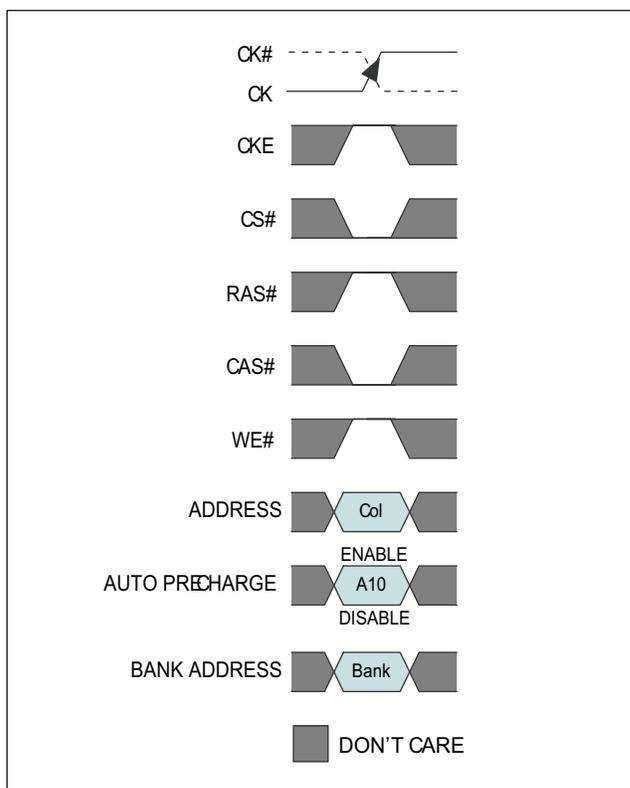 CK#
CK
CKE
CS#
RAS#
CAS#
WE#
ADDRESS
Col
ENABLE
AUTO PRECHARGE
A10
DISABLE
BANK ADDRESS
Bank
DON'T CARE